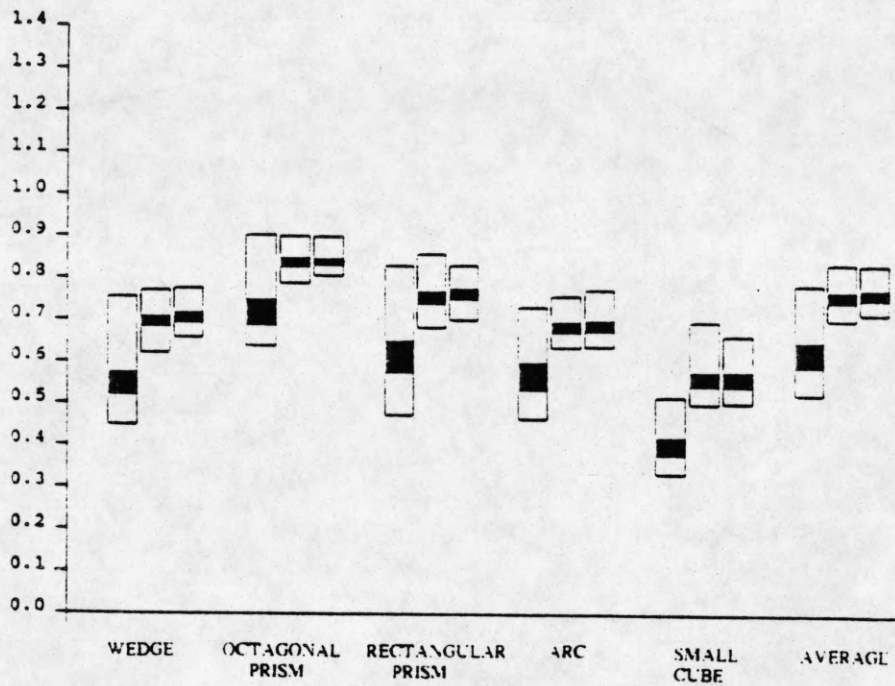 1.4
1.3
1.2
1.1
1.0
0.9
0.8
0.7
0.6
0.5
0.4
0.3
0.2
0.1
0.0
WEDGE
OCTAGONAL
PRISM
RECTANGULAR
PRISM
ARC
SMALL
CUBE
AVERAGE